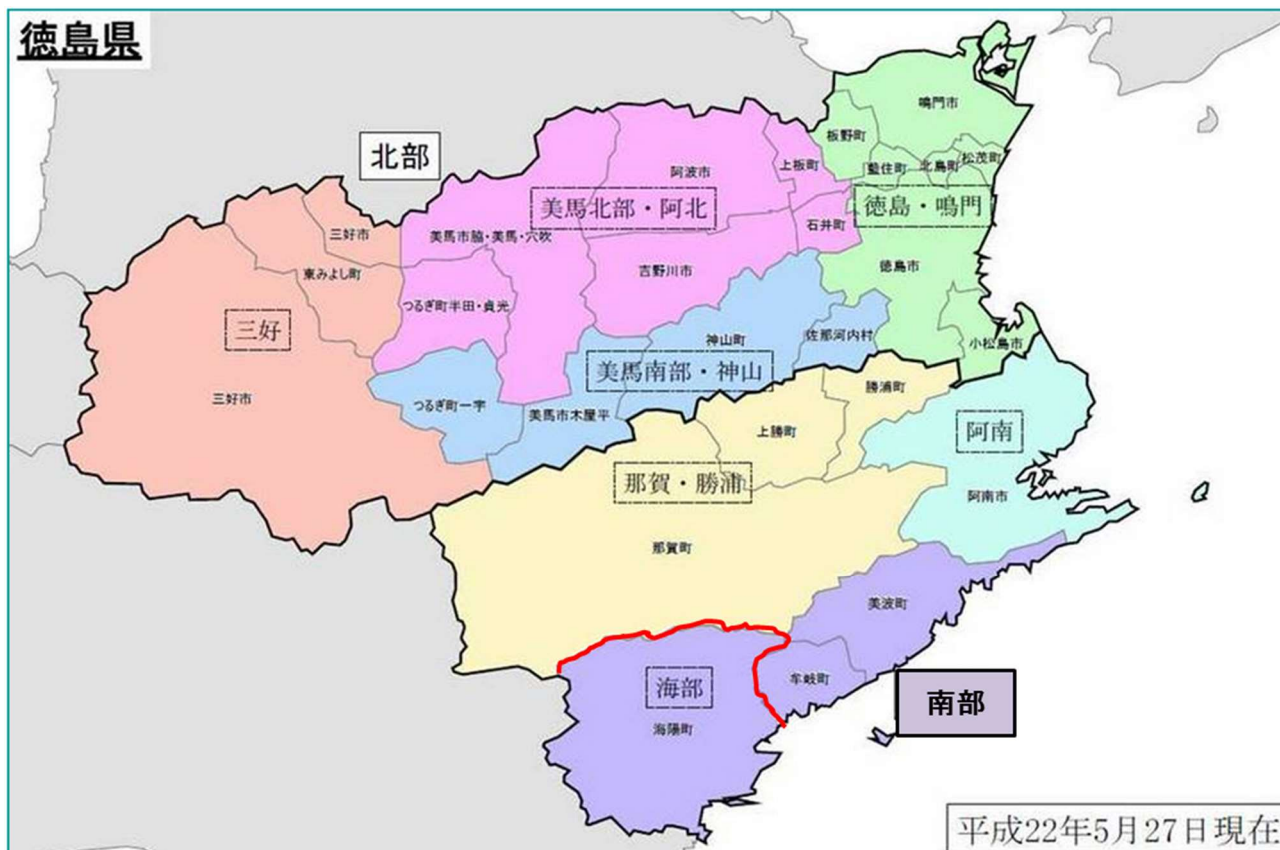 徳島県
北部
鳴門市
板野町
藍住町
北島町
松茂町
上板町
阿波市
美馬北部・阿北
徳島・鳴門
石井町
三好市
美馬市脇・美馬・穴吹
東みよし町
吉野川市
徳島市
つるぎ町半田・貞光
三好
神山町
佐那河内村
小松島市
美馬南部・神山
三好市
つるぎ町一宇
美馬市木屋平
勝浦町
上勝町
阿南
那賀・勝浦
阿南市
那賀町
美波町
海部
牟岐町
南部
海陽町
平成22年5月27日現在